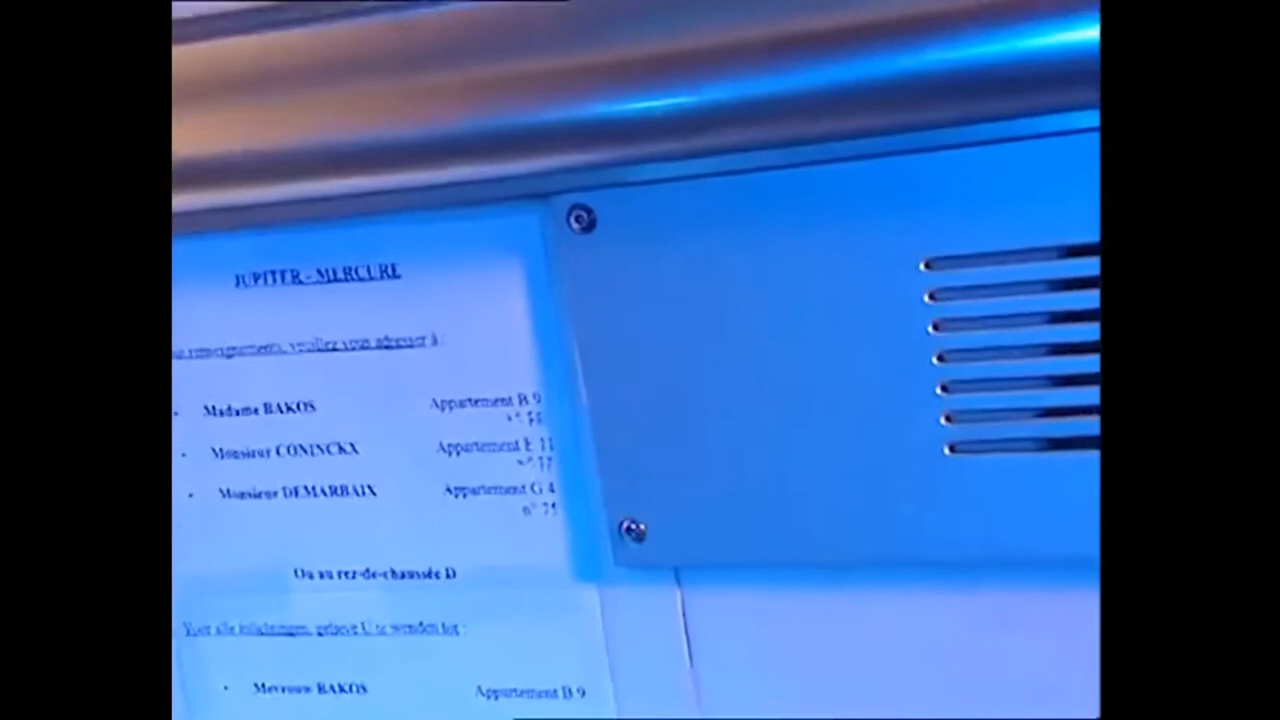 JUPITER - MERCURE
renseignements, veuillez vous adresser à :
- Madame BAKOS Appartement B 9
- Monsieur CONINCKX Appartement E 11
- Monsieur DEMARBAIX Appartement G 4
n° 75
Ou au rez-de-chaussée D
Voor alle inlichtingen, gelieve U te wenden tot :
- Mevrouw BAKOS Appartement B 9